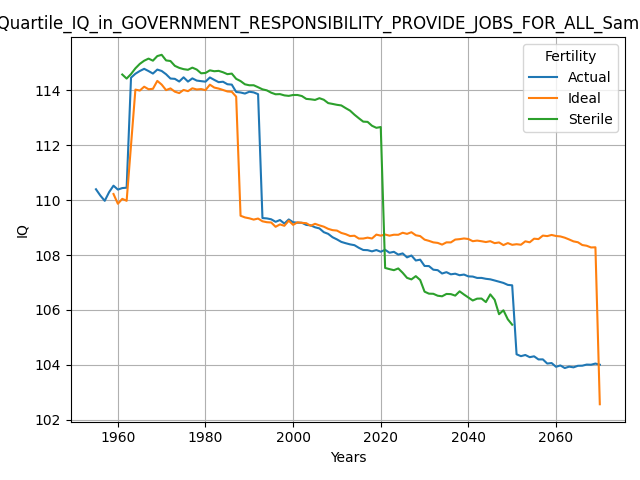 Quartile_IQ_in_GOVERNMENT_RESPONSIBILITY_PROVIDE_JOBS_FOR_ALL_Sam
Fertility
Actual
Ideal
Sterile
IQ
114
112
110
108
106
104
102
1960 1980 2000 2020 2040 2060
Years